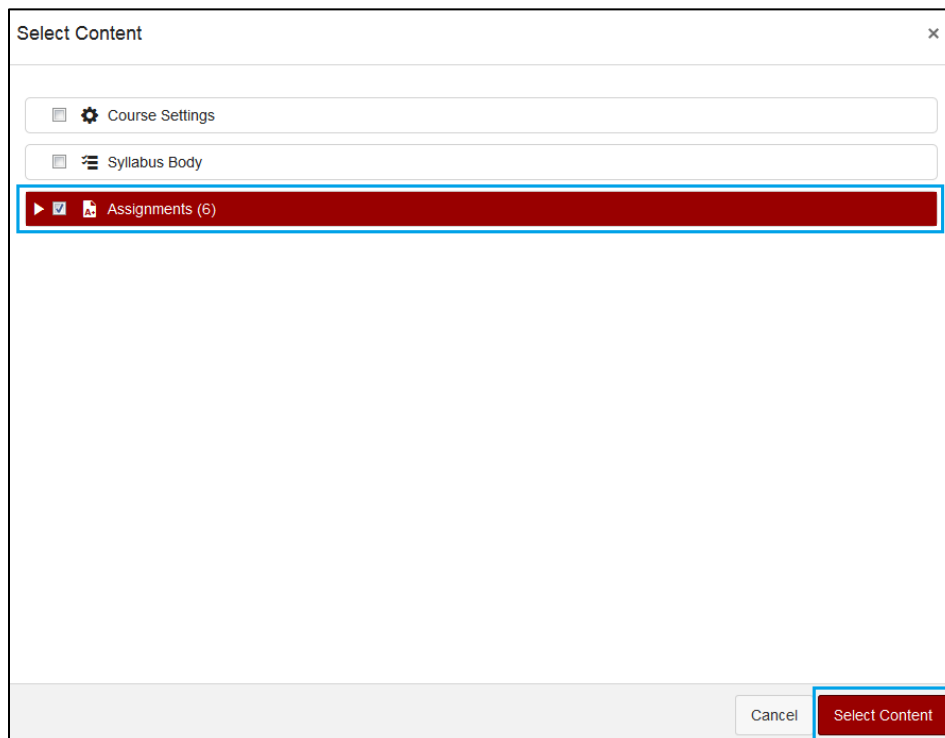 Select Content ×
Course Settings
Syllabus Body
A+ Assignments (6)
Cancel Select Content